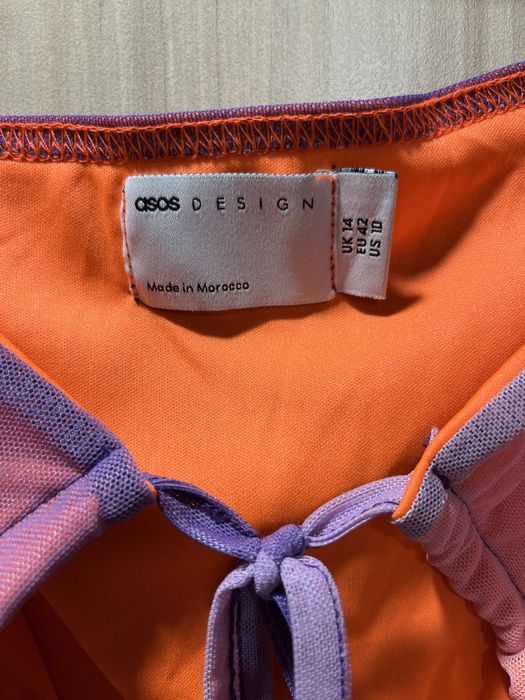 asos DESIGN
Made in Morocco
UK 14
EU 42
US 10